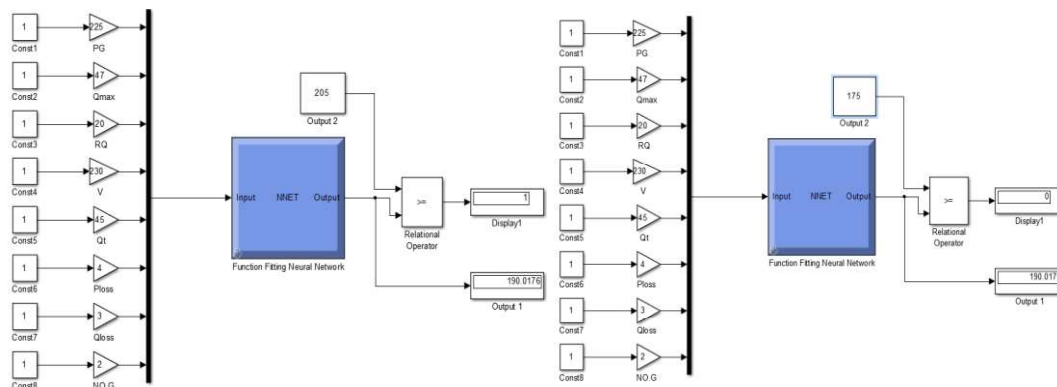 1
225
Const1
PG
1
47
Const2
Qmax
1
20
Const3
RQ
1
230
Const4
V
1
45
Const5
Qt
1
4
Const6
Ploss
1
3
Const7
Qloss
1
2
Const8
NO.G
205
Output 2
Input
NNET
Output
Function Fitting Neural Network
>=
Relational
Operator
1
Display1
190.0176
Output 1
1
225
Const1
PG
1
47
Const2
Qmax
1
20
Const3
RQ
1
230
Const4
V
1
45
Const5
Qt
1
4
Const6
Ploss
1
3
Const7
Qloss
1
2
Const8
NO.G
175
Output 2
Input
NNET
Output
Function Fitting Neural Network
>=
Relational
Operator
0
Display1
190.017
Output 1